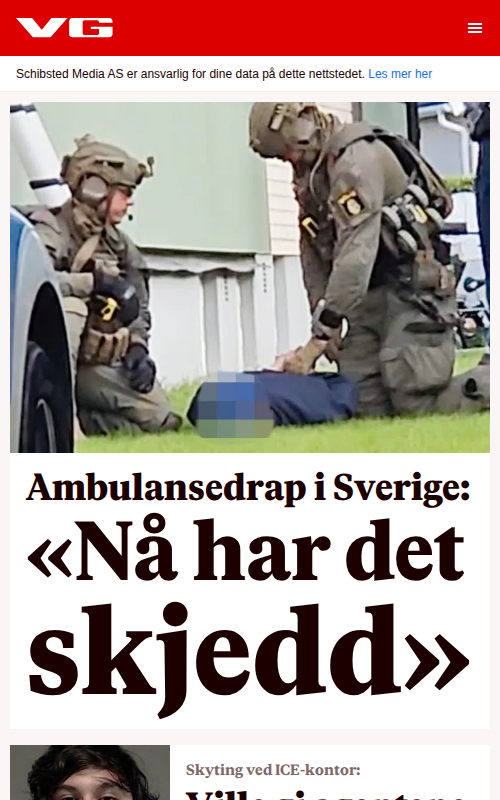 VG
Schibsted Media AS er ansvarlig for dine data på dette nettstedet. Les mer her
Ambulansedrap i Sverige:
«Nå har det
skjedd»
Skyting ved ICE-kontor: